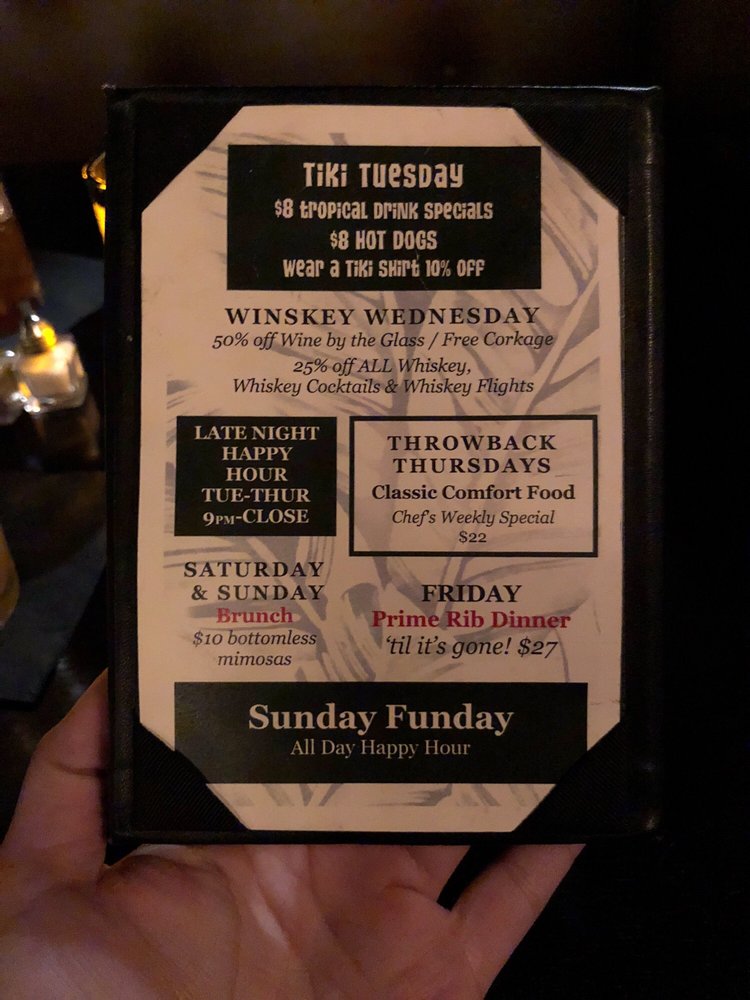 Tiki Tuesday
$8 tropical drink specials
$8 HOT DOGS
wear a tiki shirt 10% off
WINSKEY WEDNESDAY
50% off Wine by the Glass / Free Corkage
25% off ALL Whiskey,
Whiskey Cocktails & Whiskey Flights
LATE NIGHT
HAPPY
HOUR
TUE-THUR
9PM-CLOSE
THROWBACK
THURSDAYS
Classic Comfort Food
Chef's Weekly Special
$22
SATURDAY
& SUNDAY
Brunch
$10 bottomless
mimosas
FRIDAY
Prime Rib Dinner
'til it's gone! $27
Sunday Funday
All Day Happy Hour